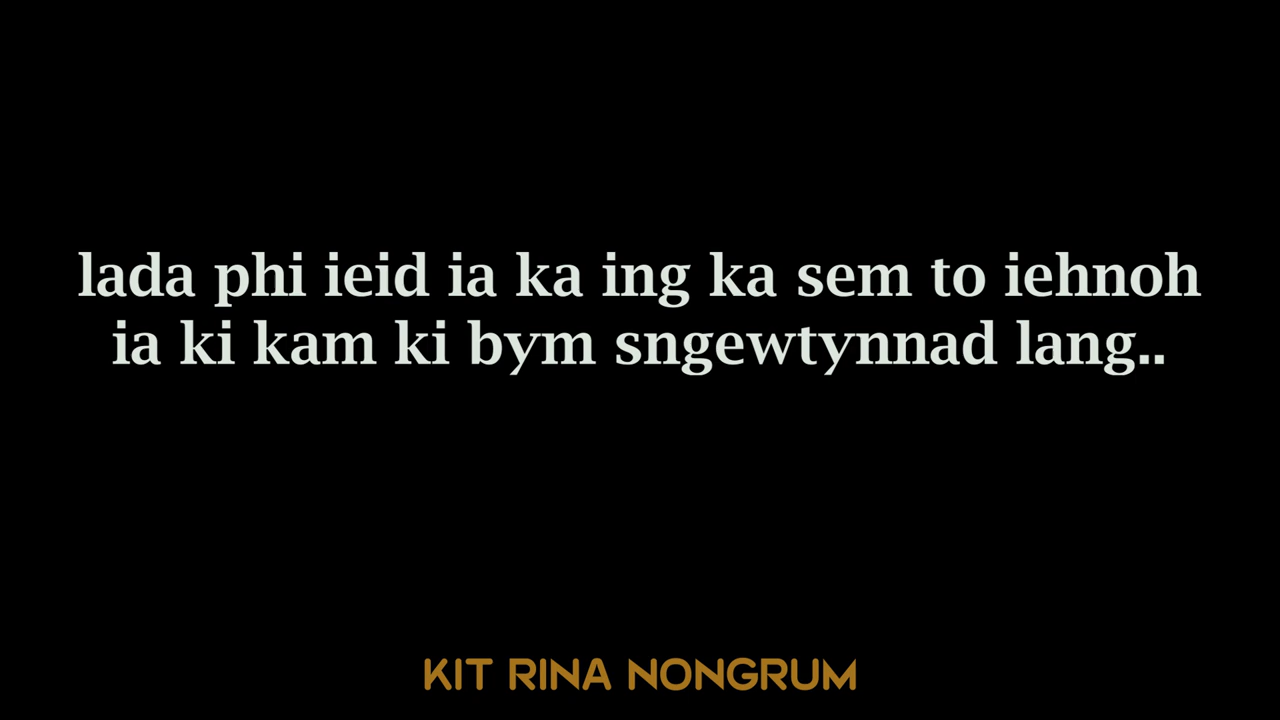 lada phi ieid ia ka ing ka sem to iehnoh
ia ki kam ki bym sngewtynnad lang..
KIT RINA NONGRUM